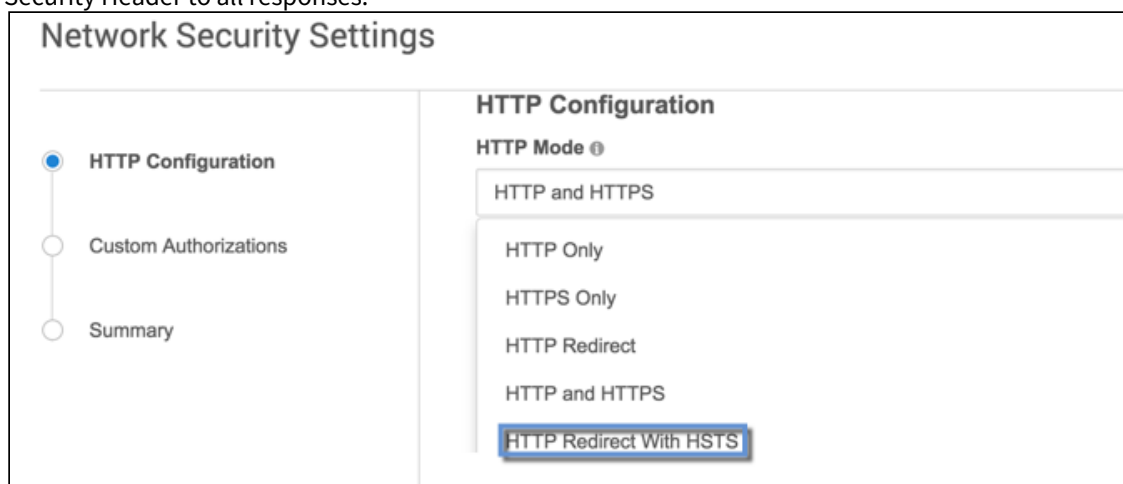 Security Header to all responses.
Network Security Settings
HTTP Configuration
Custom Authorizations
Summary
HTTP Configuration
HTTP Mode
HTTP and HTTPS
HTTP Only
HTTPS Only
HTTP Redirect
HTTP and HTTPS
HTTP Redirect With HSTS